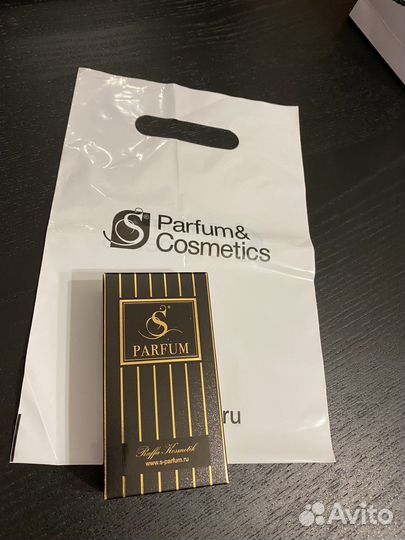 S® Parfum&
Cosmetics
S®
PARFUM
Raffa Kosmetik
www.s-parfum.ru
.ru
Avito